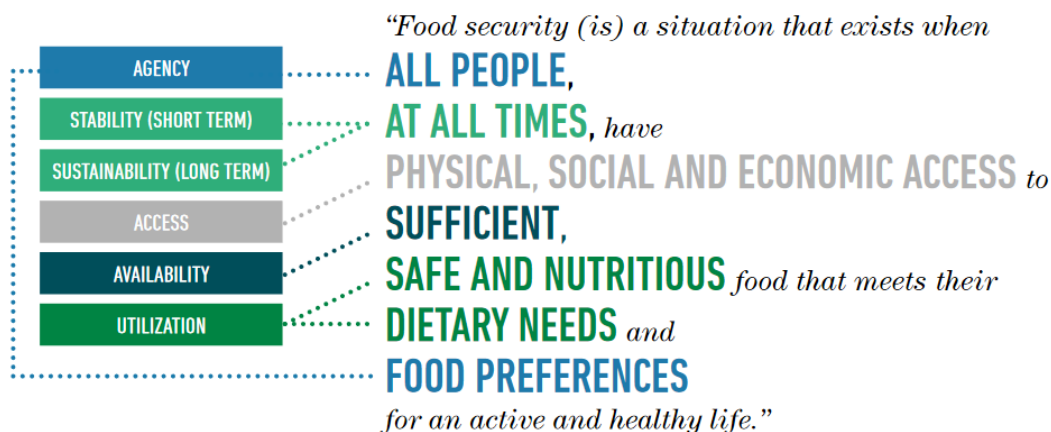 “Food security (is) a situation that exists when
AGENCY
ALL PEOPLE,
STABILITY (SHORT TERM)
AT ALL TIMES, have
SUSTAINABILITY (LONG TERM)
PHYSICAL, SOCIAL AND ECONOMIC ACCESS to
ACCESS
SUFFICIENT,
AVAILABILITY
SAFE AND NUTRITIOUS food that meets their
UTILIZATION
DIETARY NEEDS and
FOOD PREFERENCES
for an active and healthy life.”